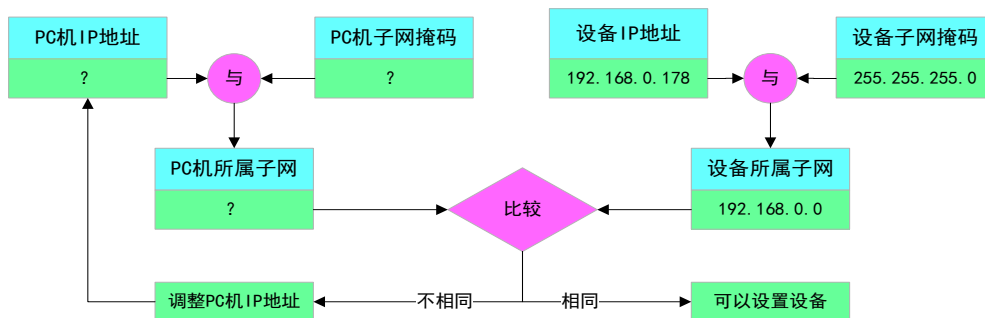 PC机IP地址
?
与
PC机子网掩码
?
设备IP地址
192.168.0.178
与
设备子网掩码
255.255.255.0
PC机所属子网
?
比较
设备所属子网
192.168.0.0
调整PC机IP地址
不相同
相同
可以设置设备